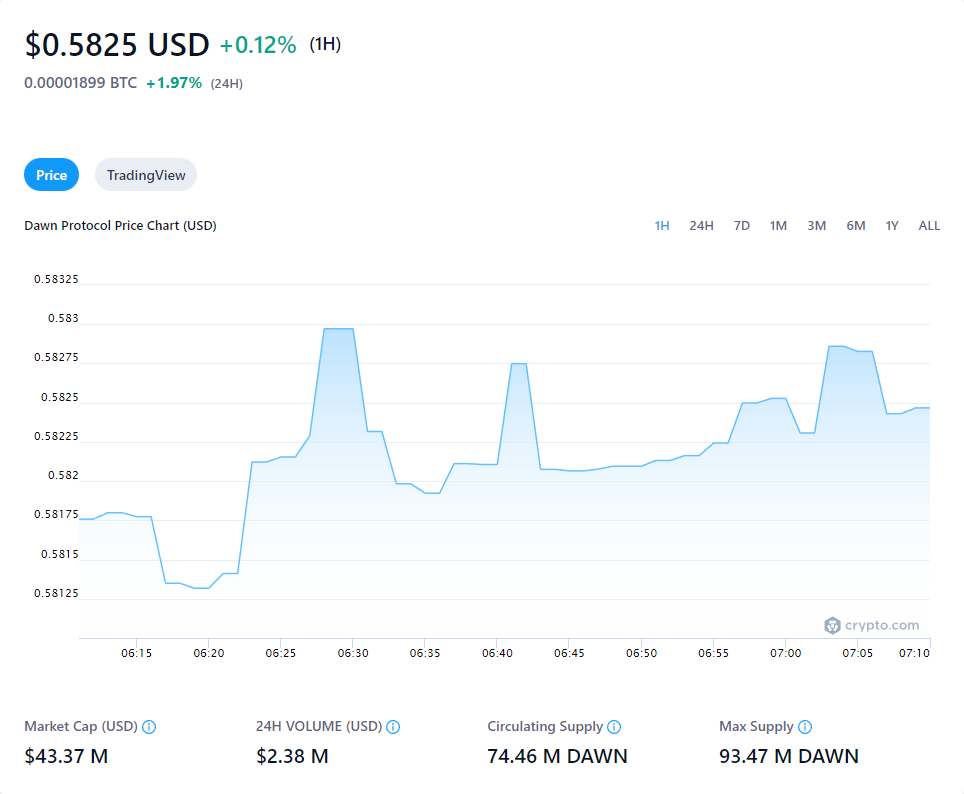 $0.5825 USD +0.12% (1H)
0.00001899 BTC +1.97% (24H)
Price TradingView
Dawn Protocol Price Chart (USD) 1H 24H 7D 1M 3M 6M 1Y ALL
0.58325
0.583
0.58275
0.5825
0.58225
0.582
0.58175
0.5815
0.58125
crypto.com
06:15 06:20 06:25 06:30 06:35 06:40 06:45 06:50 06:55 07:00 07:05 07:10
Market Cap (USD) 24H VOLUME (USD) Circulating Supply Max Supply
$43.37 M $2.38 M 74.46 M DAWN 93.47 M DAWN